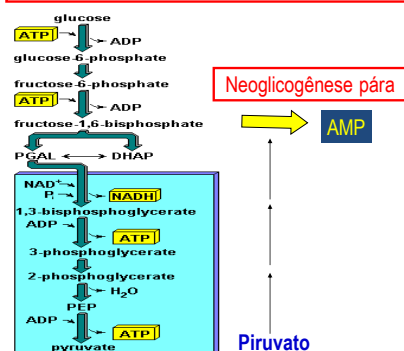 glucose
ATP ADP
glucose-6-phosphate
fructose-6-phosphate
ATP ADP
fructose-1,6-bisphosphate
PGAL DHAP
NAD+
Pi NADH
1,3-bisphosphoglycerate
ADP
ATP
3-phosphoglycerate
2-phosphoglycerate
H2O
PEP
ADP
ATP
pyruvate
Neoglicogênese pára
AMP
Piruvato